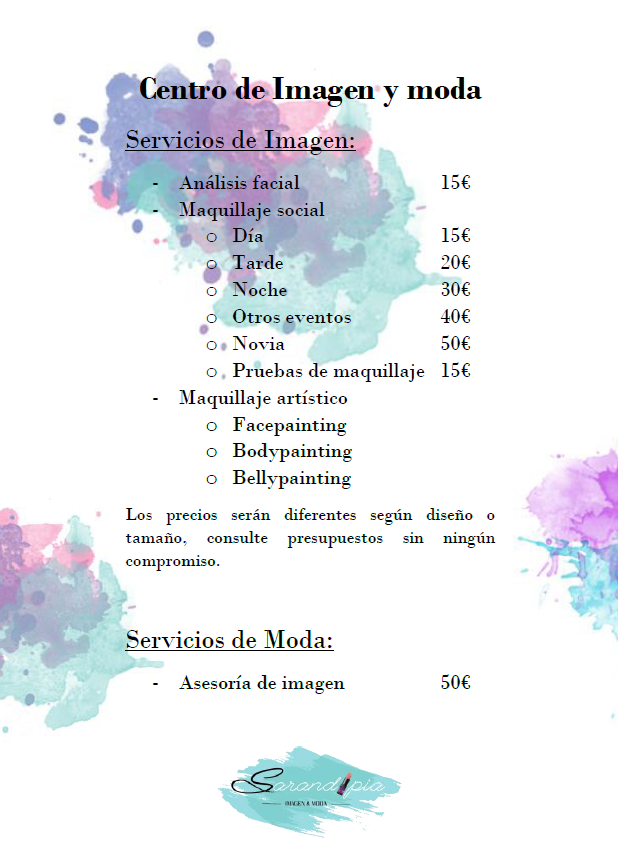 Centro de Imagen y moda
Servicios de Imagen:
- Análisis facial 15€
- Maquillaje social
o Día 15€
o Tarde 20€
o Noche 30€
o Otros eventos 40€
o Novia 50€
o Pruebas de maquillaje 15€
- Maquillaje artístico
o Facepainting
o Bodypainting
o Bellypainting
Los precios serán diferentes según diseño o
tamaño, consulte presupuestos sin ningún
compromiso.
Servicios de Moda:
- Asesoría de imagen 50€
Sarandipia
IMAGEN & MODA